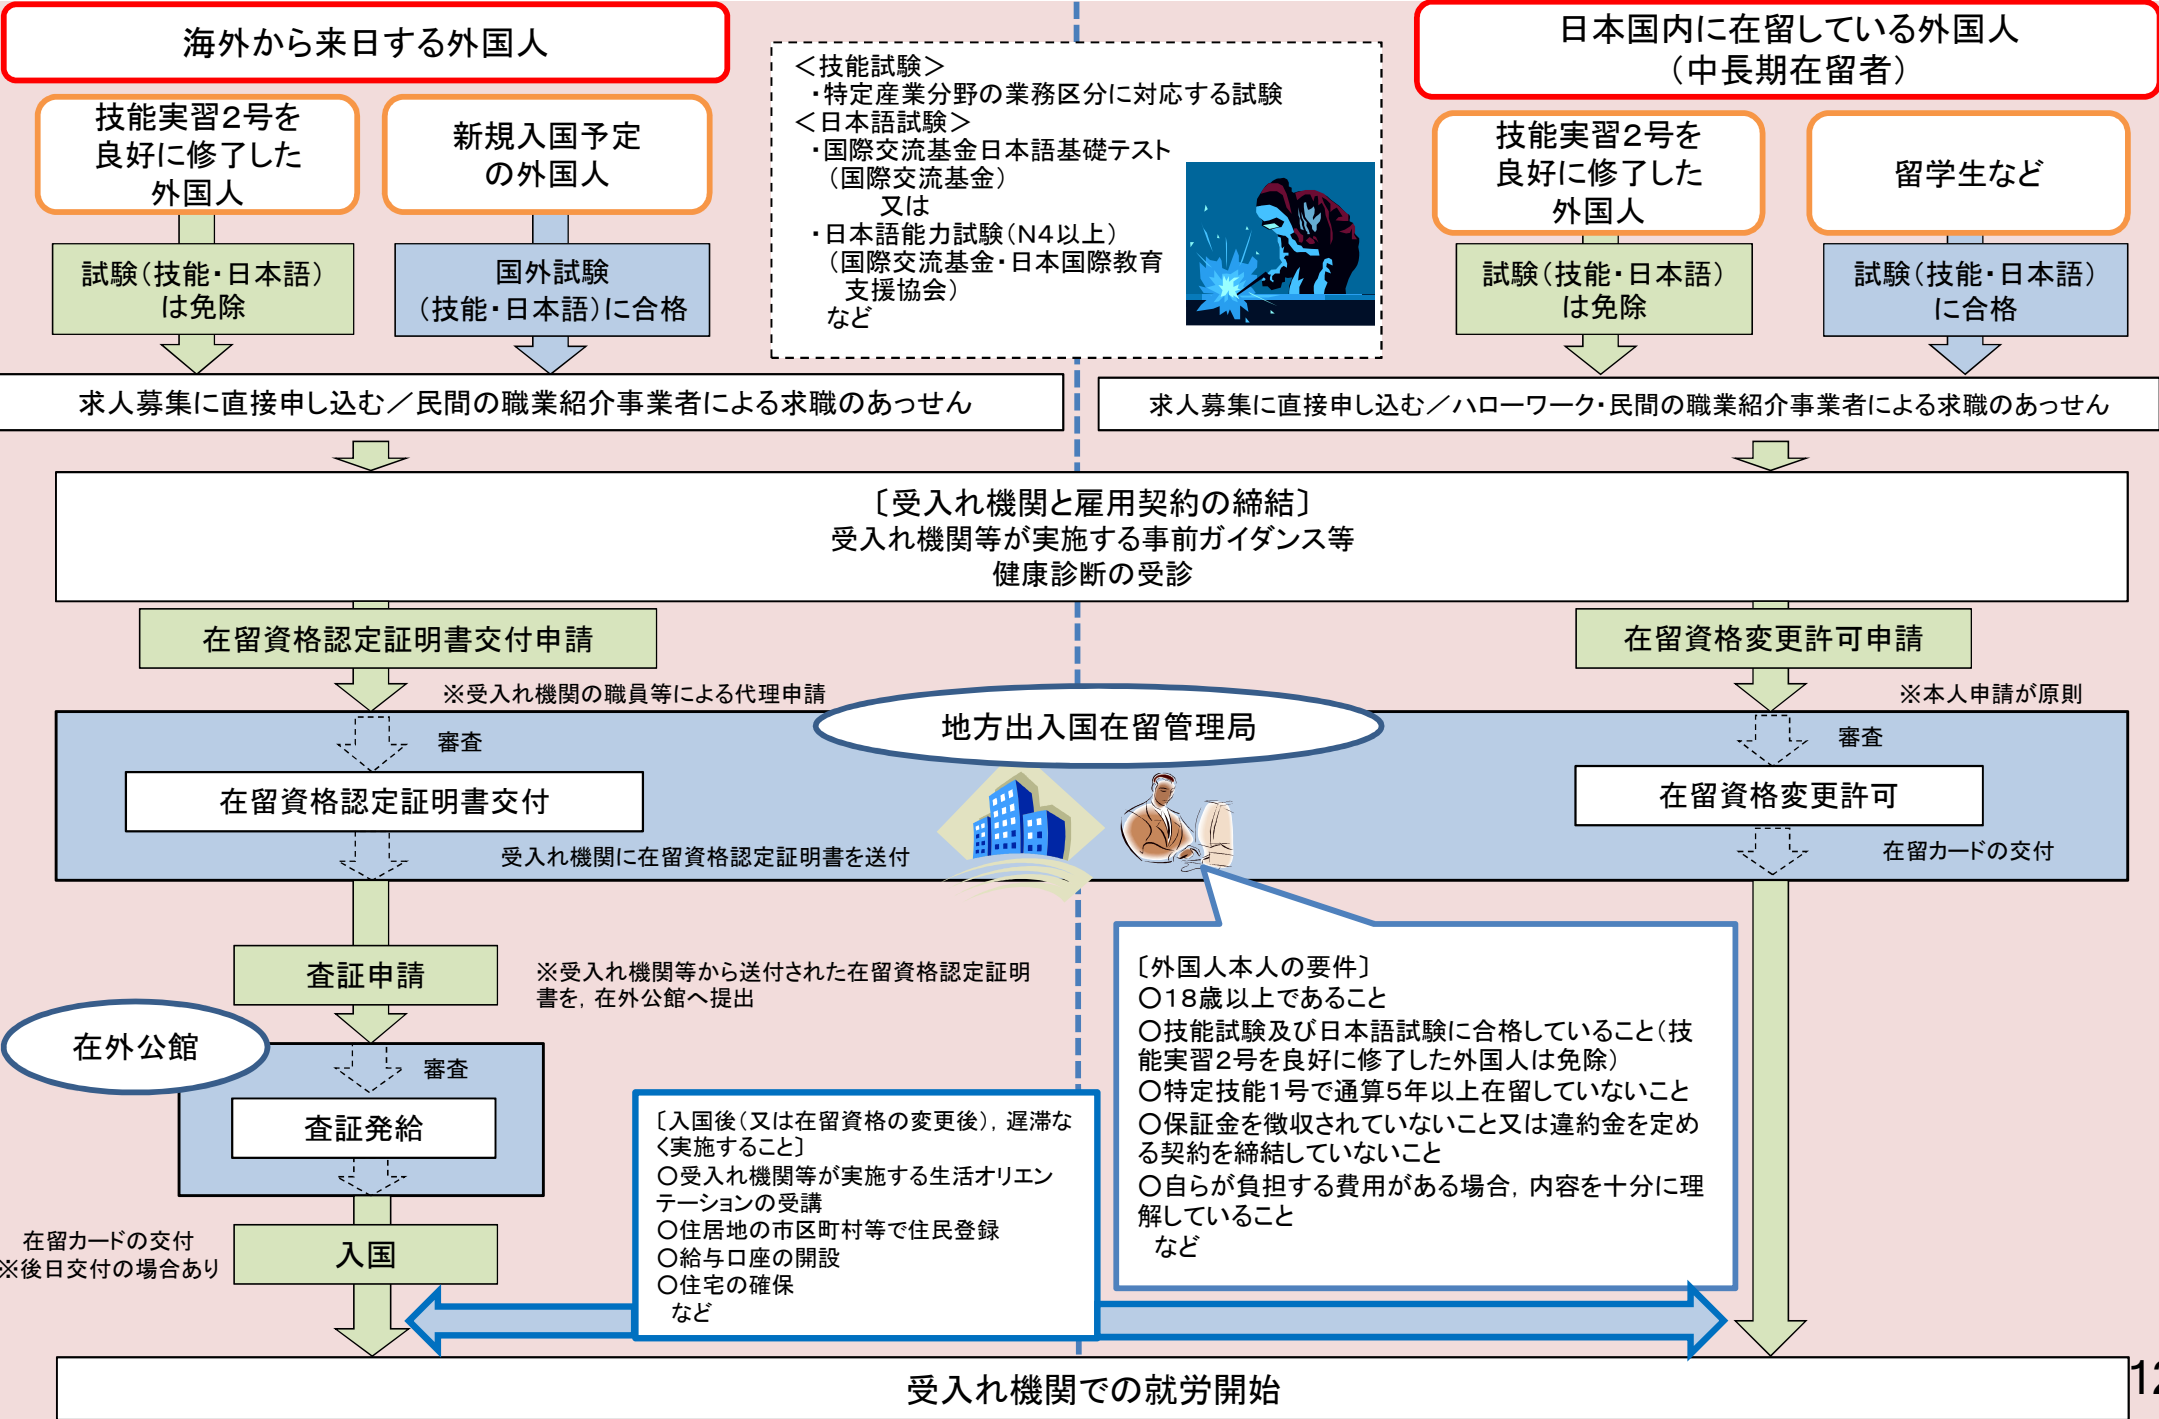 海外から来日する外国人
日本国内に在留している外国人
（中長期在留者）
技能実習2号を
良好に修了した
外国人
新規入国予定
の外国人
＜技能試験＞
・特定産業分野の業務区分に対応する試験
＜日本語試験＞
・国際交流基金日本語基礎テスト
（国際交流基金）
又は
・日本語能力試験（N4以上）
（国際交流基金・日本国際教育
支援協会）
など
技能実習2号を
良好に修了した
外国人
留学生など
試験（技能・日本語）
は免除
国外試験
（技能・日本語）に合格
試験（技能・日本語）
は免除
試験（技能・日本語）
に合格
求人募集に直接申し込む／民間の職業紹介事業者による求職のあっせん
求人募集に直接申し込む／ハローワーク・民間の職業紹介事業者による求職のあっせん
〔受入れ機関と雇用契約の締結〕
受入れ機関等が実施する事前ガイダンス等
健康診断の受診
在留資格認定証明書交付申請
在留資格変更許可申請
※受入れ機関の職員等による代理申請
※本人申請が原則
地方出入国在留管理局
審査
審査
在留資格認定証明書交付
在留資格変更許可
受入れ機関に在留資格認定証明書を送付
在留カードの交付
査証申請
※受入れ機関等から送付された在留資格認定証明
書を，在外公館へ提出
在外公館
審査
査証発給
〔外国人本人の要件〕
○18歳以上であること
○技能試験及び日本語試験に合格していること（技
能実習2号を良好に修了した外国人は免除）
○特定技能1号で通算5年以上在留していないこと
○保証金を徴収されていないこと又は違約金を定め
る契約を締結していないこと
○自らが負担する費用がある場合，内容を十分に理
解していること
など
〔入国後（又は在留資格の変更後），遅滞な
く実施すること〕
○受入れ機関等が実施する生活オリエン
テーションの受講
○住居地の市区町村等で住民登録
○給与口座の開設
○住宅の確保
など
在留カードの交付
※後日交付の場合あり
入国
受入れ機関での就労開始
12